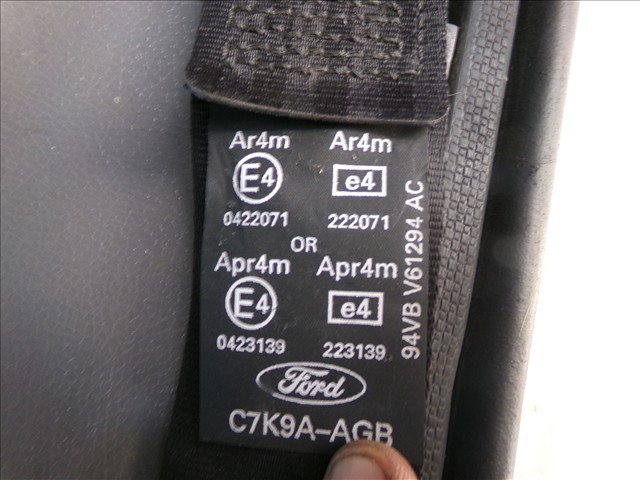 Ar4m Ar4m
E4 e4
0422071 222071
OR
Apr4m Apr4m
E4 e4
0423139 223139
Ford
C7K9A-AGB
94VB V61294 AC